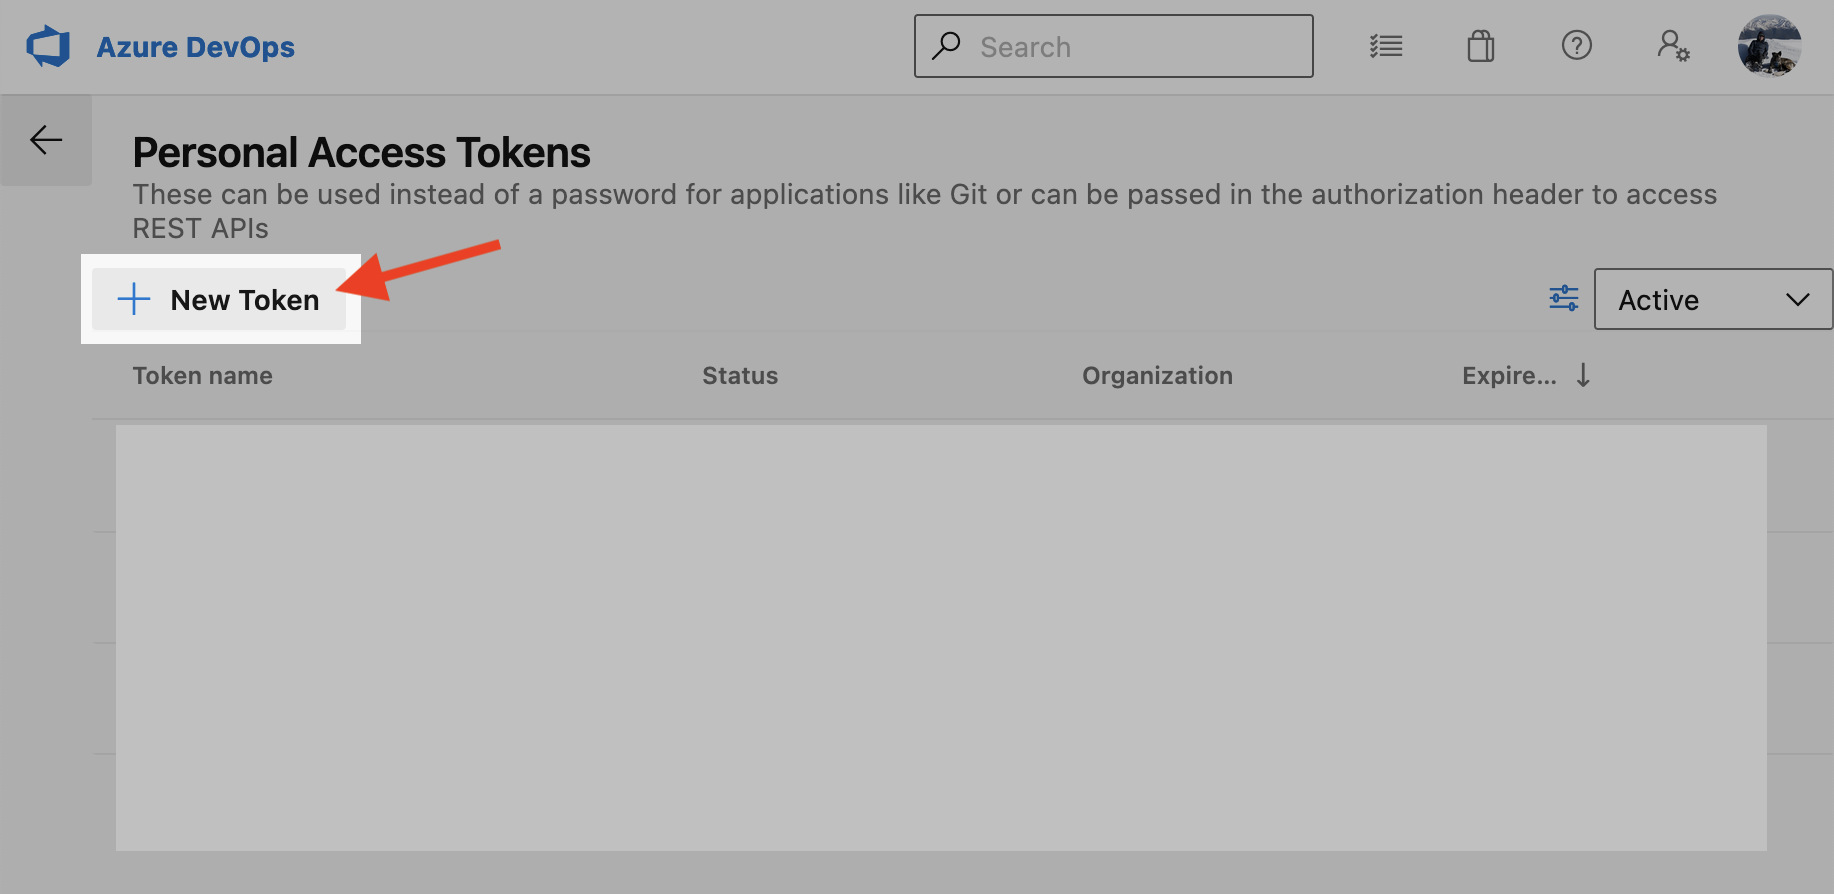 Azure DevOps
Search
Personal Access Tokens
These can be used instead of a password for applications like Git or can be passed in the authorization header to access
REST APIs
New Token
Active
Token name Status Organization Expire...